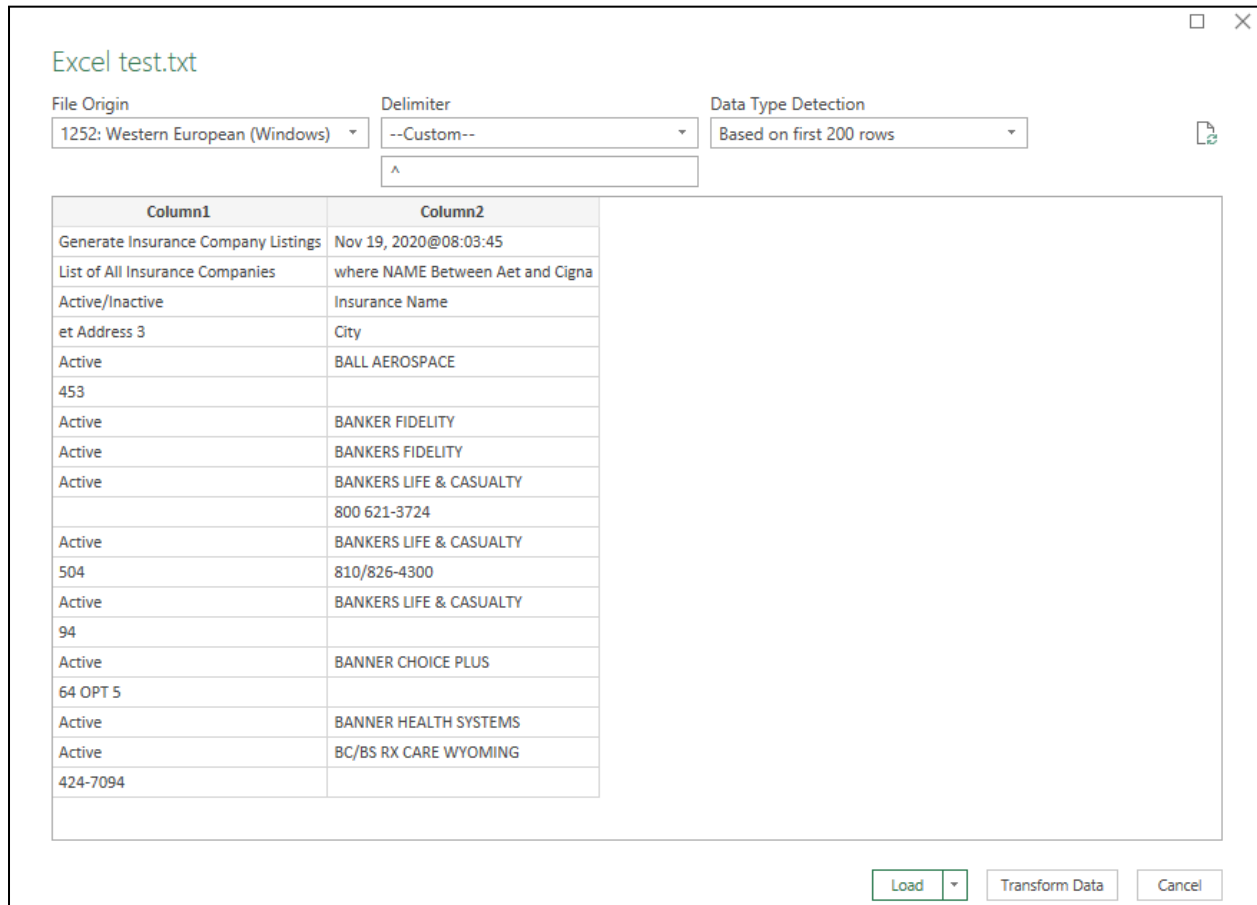 Excel test.txt
File Origin Delimiter Data Type Detection
1252: Western European (Windows) --Custom-- Based on first 200 rows
^
Column1 Column2
Generate Insurance Company Listings Nov 19, 2020@08:03:45
List of All Insurance Companies where NAME Between Aet and Cigna
Active/Inactive Insurance Name
et Address 3 City
Active BALL AEROSPACE
453
Active BANKER FIDELITY
Active BANKERS FIDELITY
Active BANKERS LIFE & CASUALTY
800 621-3724
Active BANKERS LIFE & CASUALTY
504 810/826-4300
Active BANKERS LIFE & CASUALTY
94
Active BANNER CHOICE PLUS
64 OPT 5
Active BANNER HEALTH SYSTEMS
Active BC/BS RX CARE WYOMING
424-7094
Load Transform Data Cancel